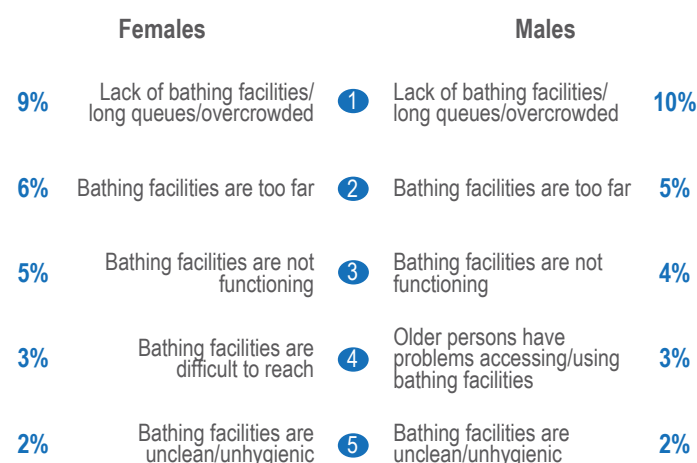 Females Males
9% Lack of bathing facilities/ long queues/overcrowded 1 Lack of bathing facilities/ long queues/overcrowded 10%
6% Bathing facilities are too far 2 Bathing facilities are too far 5%
5% Bathing facilities are not functioning 3 Bathing facilities are not functioning 4%
3% Bathing facilities are difficult to reach 4 Older persons have problems accessing/using bathing facilities 3%
2% Bathing facilities are unclean/unhygienic 5 Bathing facilities are unclean/unhygienic 2%